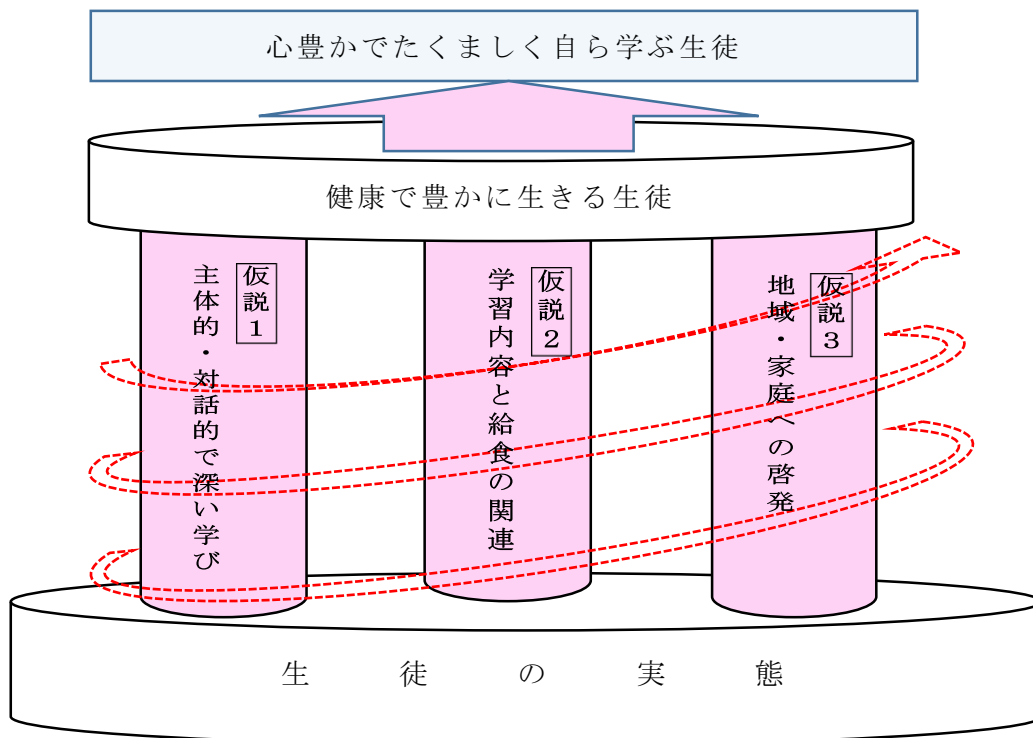 心豊かでたくましく自ら学ぶ生徒
健康で豊かに生きる生徒
仮説1
主体的・対話的で深い学び
仮説2
学習内容と給食の関連
仮説3
地域・家庭への啓発
生徒の実態